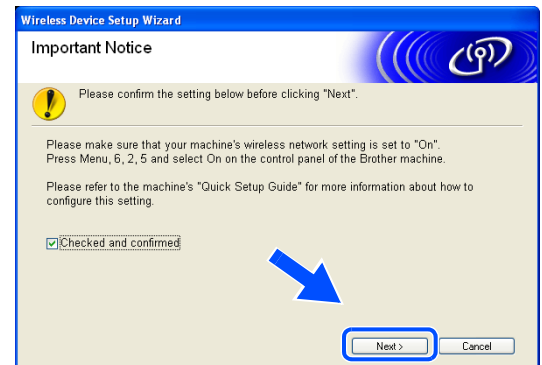 Wireless Device Setup Wizard
Important Notice
Please confirm the setting below before clicking "Next".
Please make sure that your machine's wireless network setting is set to "On".
Press Menu, 6, 2, 5 and select On on the control panel of the Brother machine.
Please refer to the machine's "Quick Setup Guide" for more information about how to
configure this setting.
Checked and confirmed
Next >
Cancel